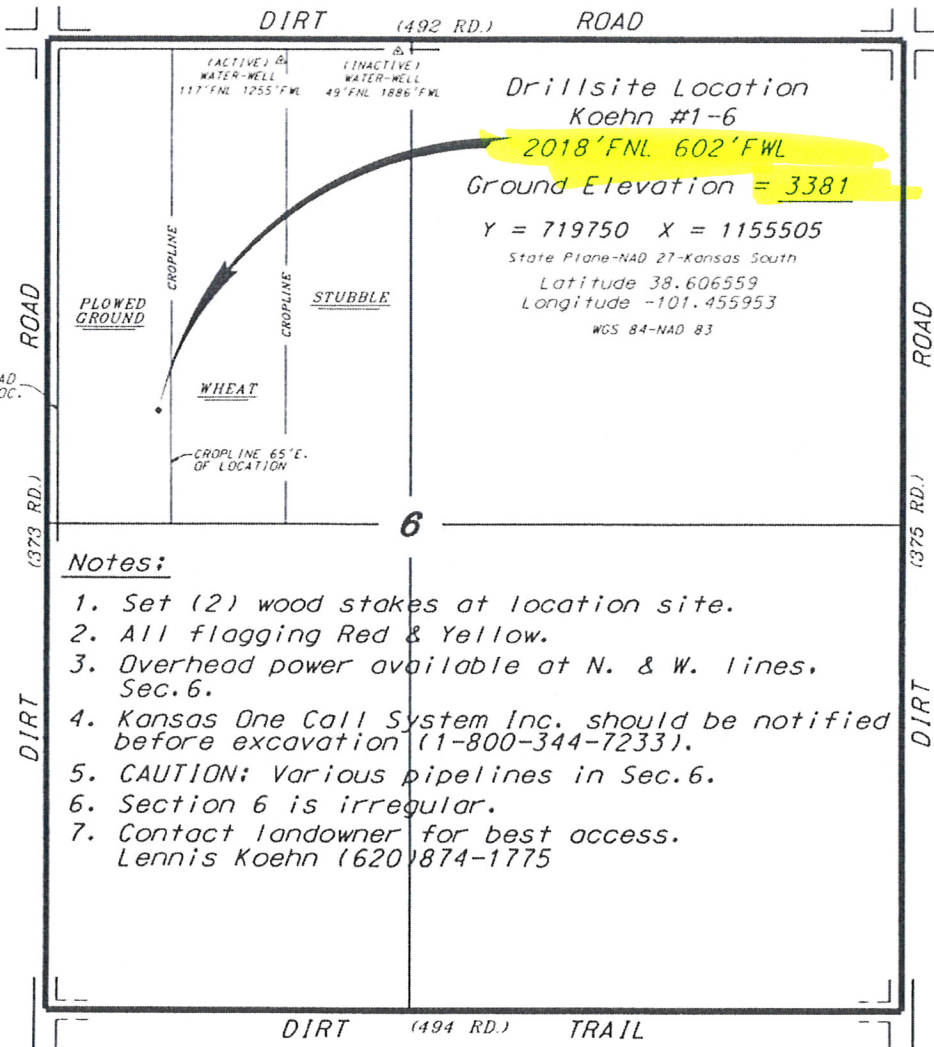 DIRT (492 RD.) ROAD
(ACTIVE)
WATER-WELL
117'FNL 1255'FWL
(INACTIVE)
WATER-WELL
49'FNL 1886'FWL
Drillsite Location
Koehn #1-6
2018'FNL 602'FWL
Ground Elevation = 3381
Y = 719750 X = 1155505
State Plane-NAD 27-Kansas South
Latitude 38.606559
Longitude -101.455953
WGS 84-NAD 83
CROPLINE
CROPLINE
PLOWED
GROUND
STUBBLE
WHEAT
CROPLINE 65'E.
OF LOCATION
ROAD
(373 RD.)
DIRT
ROAD
(375 RD.)
DIRT
6
Notes:
1. Set (2) wood stakes at location site.
2. All flagging Red & Yellow.
3. Overhead power available at N. & W. lines,
Sec.6.
4. Kansas One Call System Inc. should be notified
before excavation (1-800-344-7233).
5. CAUTION: Various pipelines in Sec.6.
6. Section 6 is irregular.
7. Contact landowner for best access.
Lennis Koehn (620)874-1775
DIRT (494 RD.) TRAIL